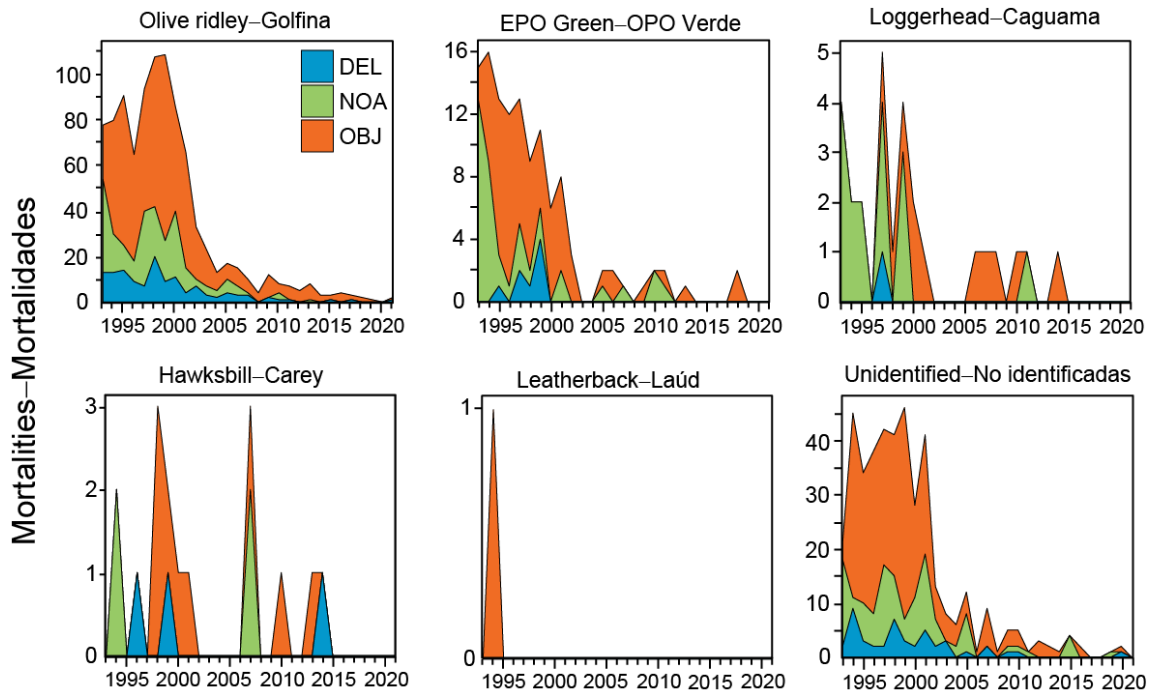 Mortalities–Mortalidades
Olive ridley–Golfina
100
80
60
40
20
0
DEL
NOA
OBJ
1995 2000 2005 2010 2015 2020
EPO Green–OPO Verde
16
12
8
4
0
1995 2000 2005 2010 2015 2020
Loggerhead–Caguama
5
4
3
2
1
0
1995 2000 2005 2010 2015 2020
Hawksbill–Carey
3
2
1
0
1995 2000 2005 2010 2015 2020
Leatherback–Laúd
1
0
1995 2000 2005 2010 2015 2020
Unidentified–No identificadas
40
30
20
10
0
1995 2000 2005 2010 2015 2020